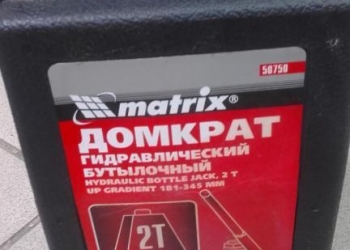 50750
matrix®
ДОМКРАТ
ГИДРАВЛИЧЕСКИЙ
БУТЫЛОЧНЫЙ
HYDRAULIC BOTTLE JACK, 2 T
UP GRADIENT 181-345 MM
2T